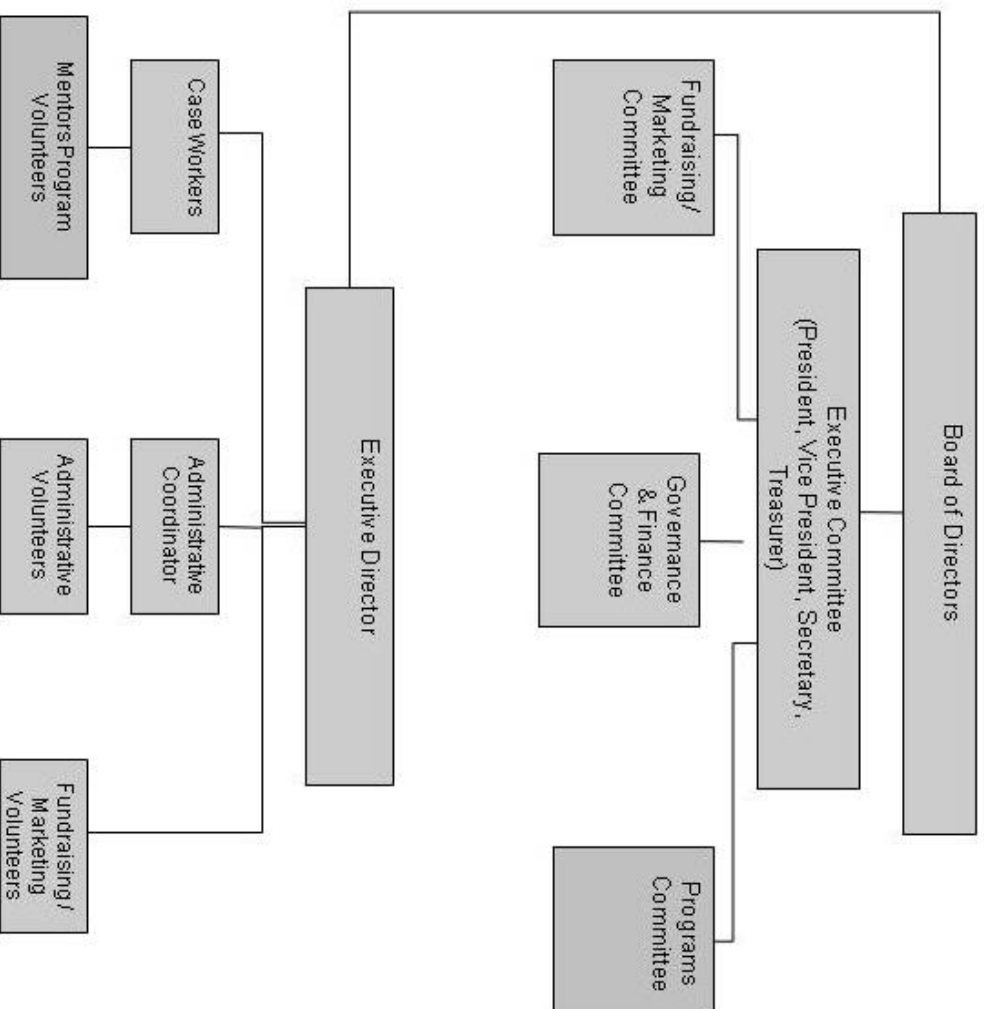 Board of Directors
Executive Committee
(President, Vice President, Secretary,
Treasurer)
Fundraising/
Marketing
Committee
Governance
& Finance
Committee
Programs
Committee
Executive Director
Case Workers
Administrative
Coordinator
Mentors Program
Volunteers
Administrative
Volunteers
Fundraising/
Marketing
Volunteers